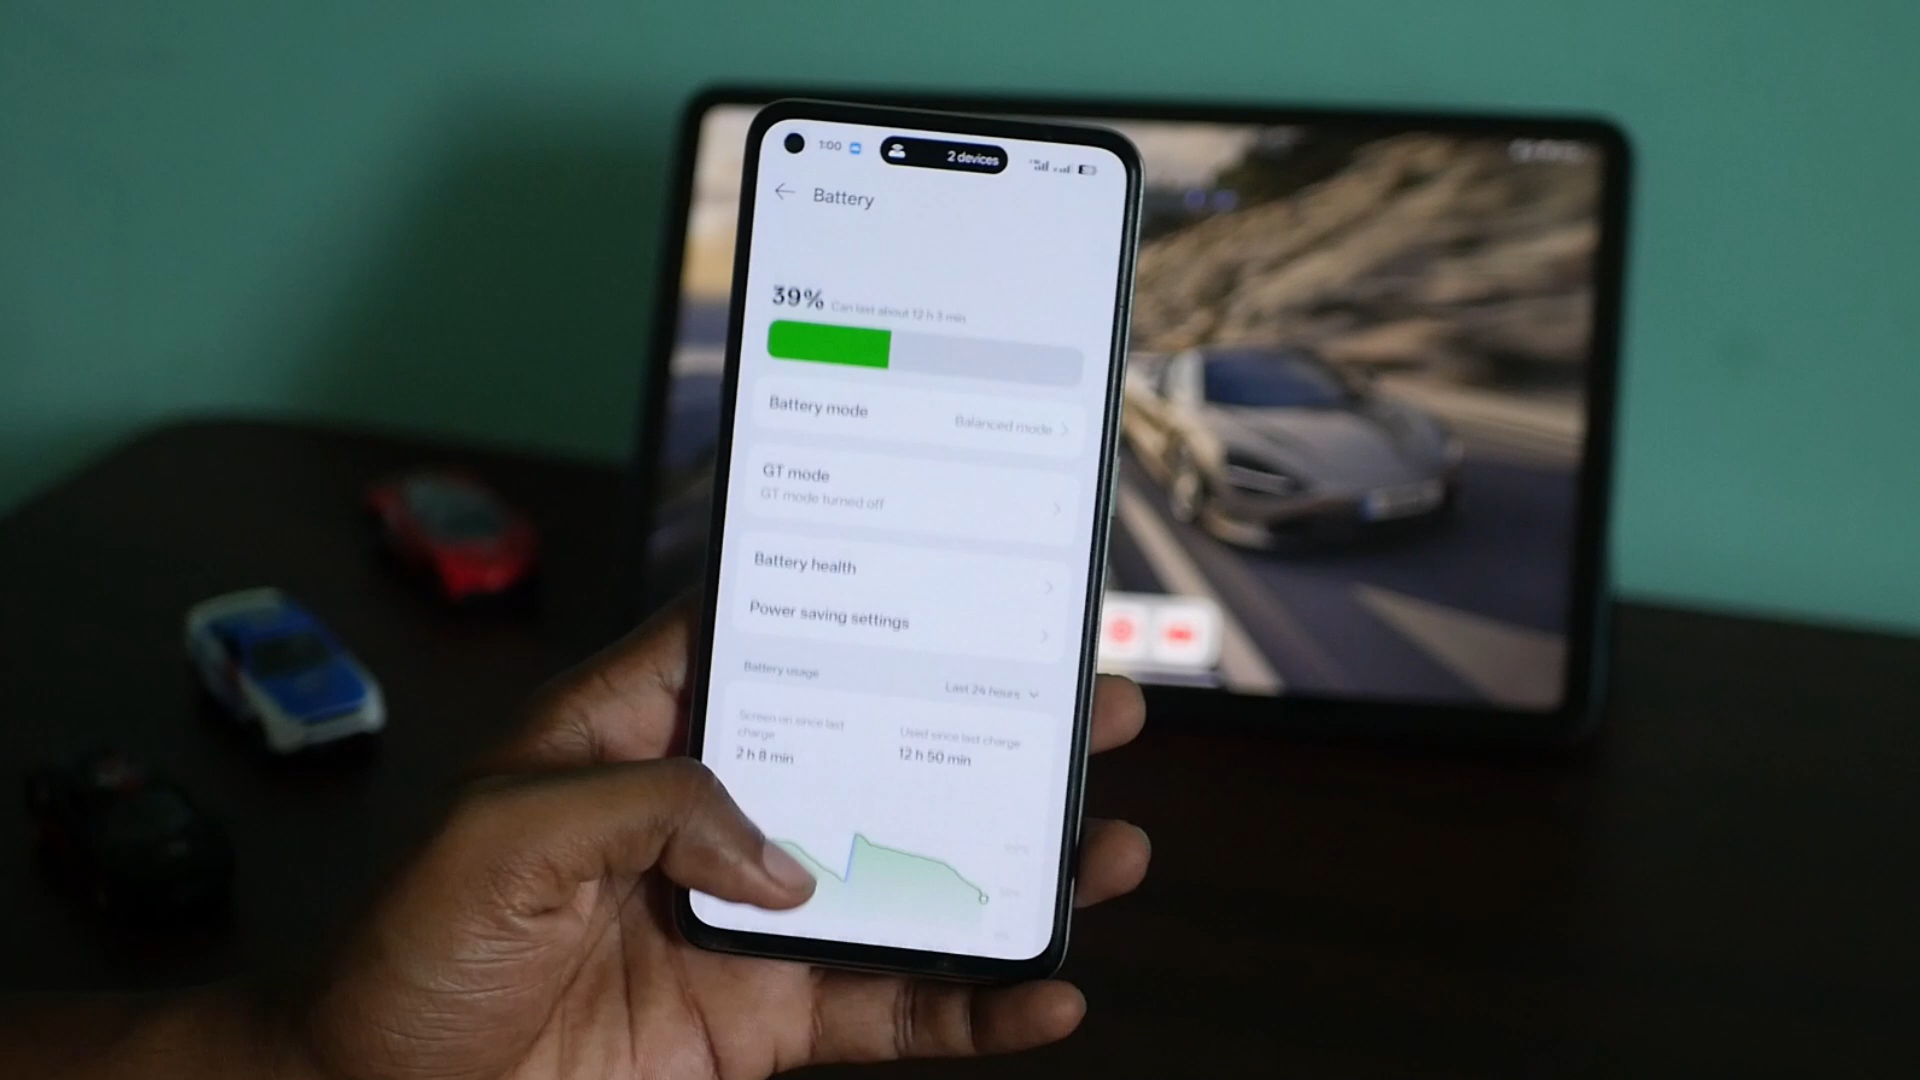 1:00
2 devices
Battery
39% Can last about 12 h 3 min
Battery mode
Balanced mode
GT mode
GT mode turned off
Battery health
Power saving settings
Battery usage
Last 24 hours
Screen on since last
charge
2 h 8 min
Used since last charge
12 h 50 min
50%